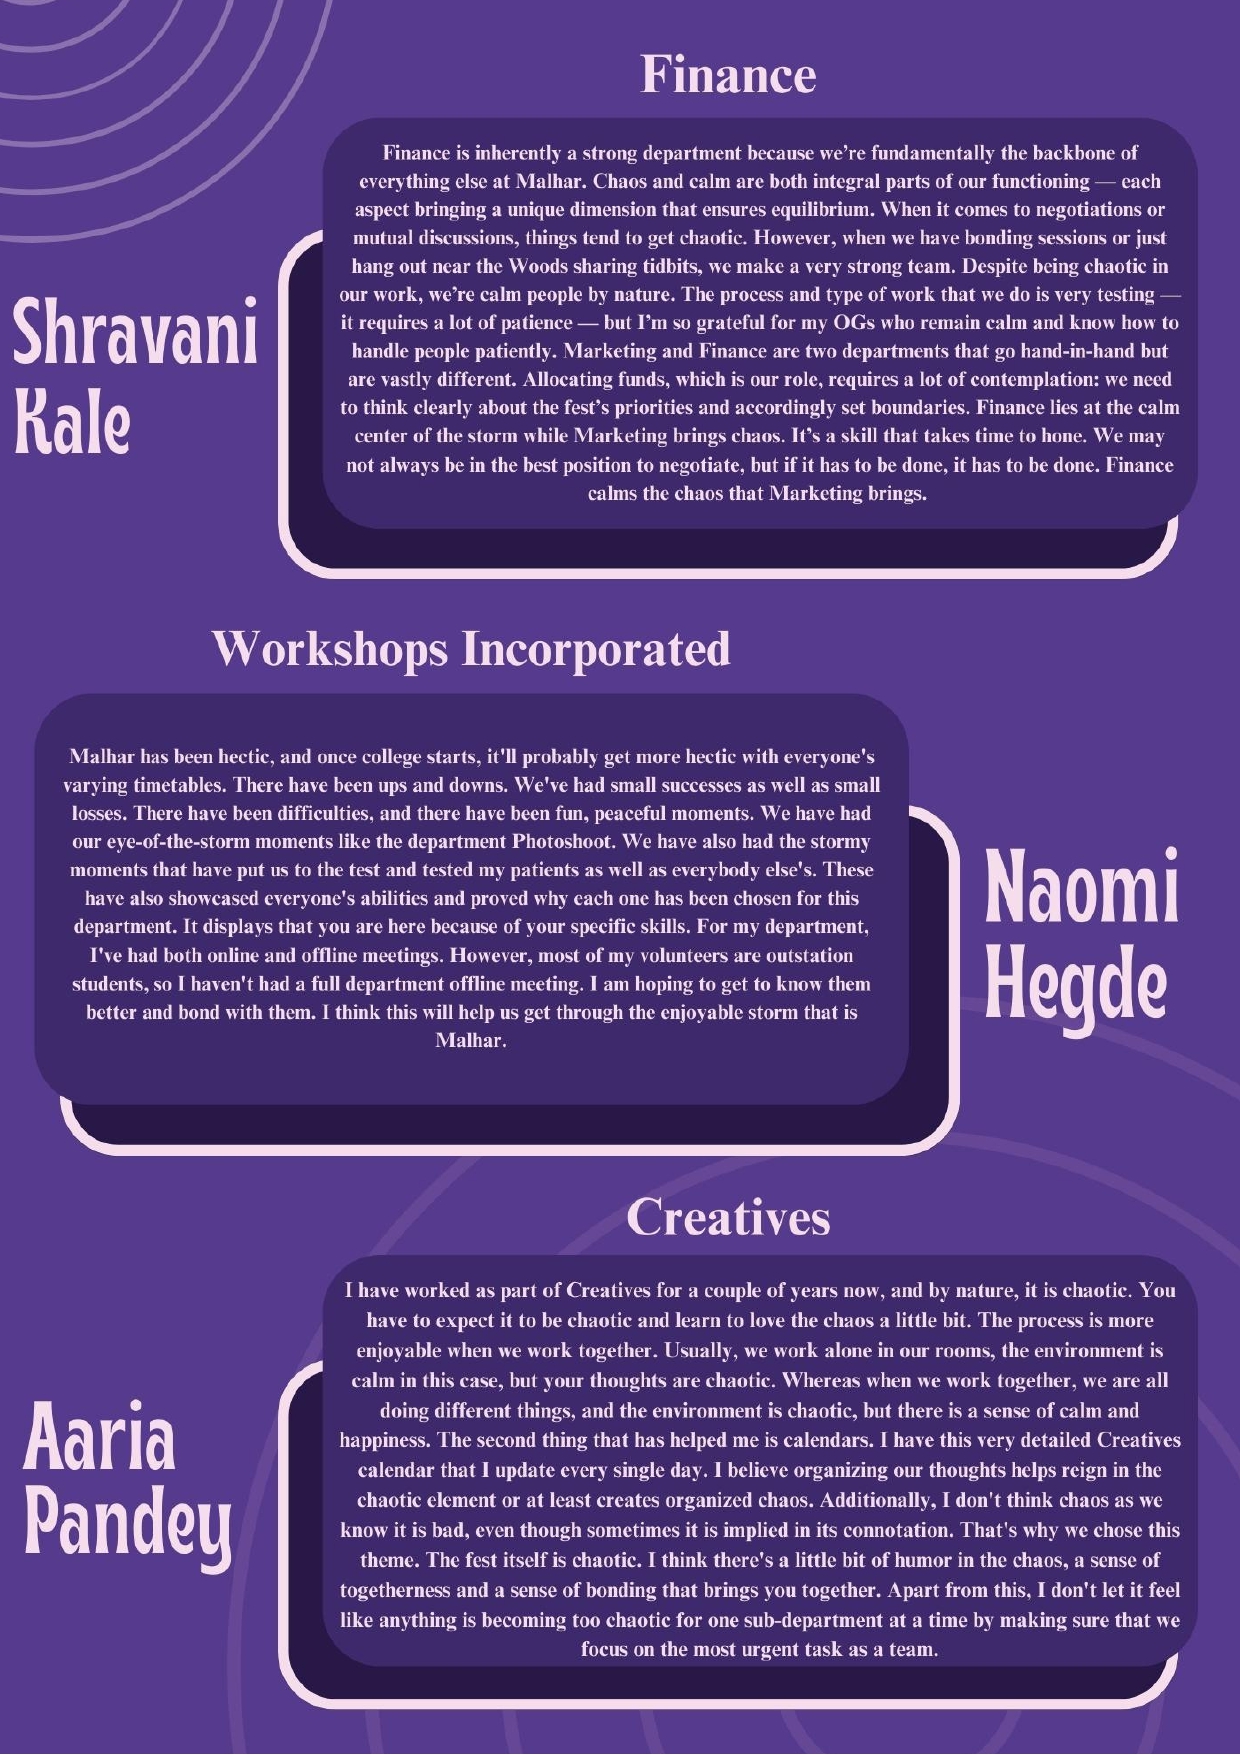 Finance
Finance is inherently a strong department because we’re fundamentally the backbone of
everything else at Malhar. Chaos and calm are both integral parts of our functioning — each
aspect bringing a unique dimension that ensures equilibrium. When it comes to negotiations or
mutual discussions, things tend to get chaotic. However, when we have bonding sessions or just
hang out near the Woods sharing tidbits, we make a very strong team. Despite being chaotic in
our work, we’re calm people by nature. The process and type of work that we do is very testing —
it requires a lot of patience — but I’m so grateful for my OGs who remain calm and know how to
handle people patiently. Marketing and Finance are two departments that go hand-in-hand but
are vastly different. Allocating funds, which is our role, requires a lot of contemplation: we need
to think clearly about the fest’s priorities and accordingly set boundaries. Finance lies at the calm
center of the storm while Marketing brings chaos. It’s a skill that takes time to hone. We may
not always be in the best position to negotiate, but if it has to be done, it has to be done. Finance
calms the chaos that Marketing brings.
Shravani
Kale
Workshops Incorporated
Malhar has been hectic, and once college starts, it'll probably get more hectic with everyone's
varying timetables. There have been ups and downs. We've had small successes as well as small
losses. There have been difficulties, and there have been fun, peaceful moments. We have had
our eye-of-the-storm moments like the department Photoshoot. We have also had the stormy
moments that have put us to the test and tested my patients as well as everybody else's. These
have also showcased everyone's abilities and proved why each one has been chosen for this
department. It displays that you are here because of your specific skills. For my department,
I've had both online and offline meetings. However, most of my volunteers are outstation
students, so I haven't had a full department offline meeting. I am hoping to get to know them
better and bond with them. I think this will help us get through the enjoyable storm that is
Malhar.
Naomi
Hegde
Creatives
I have worked as part of Creatives for a couple of years now, and by nature, it is chaotic. You
have to expect it to be chaotic and learn to love the chaos a little bit. The process is more
enjoyable when we work together. Usually, we work alone in our rooms, the environment is
calm in this case, but your thoughts are chaotic. Whereas when we work together, we are all
doing different things, and the environment is chaotic, but there is a sense of calm and
happiness. The second thing that has helped me is calendars. I have this very detailed Creatives
calendar that I update every single day. I believe organizing our thoughts helps reign in the
chaotic element or at least creates organized chaos. Additionally, I don't think chaos as we
know it is bad, even though sometimes it is implied in its connotation. That's why we chose this
theme. The fest itself is chaotic. I think there's a little bit of humor in the chaos, a sense of
togetherness and a sense of bonding that brings you together. Apart from this, I don't let it feel
like anything is becoming too chaotic for one sub-department at a time by making sure that we
focus on the most urgent task as a team.
Aaria
Pandey